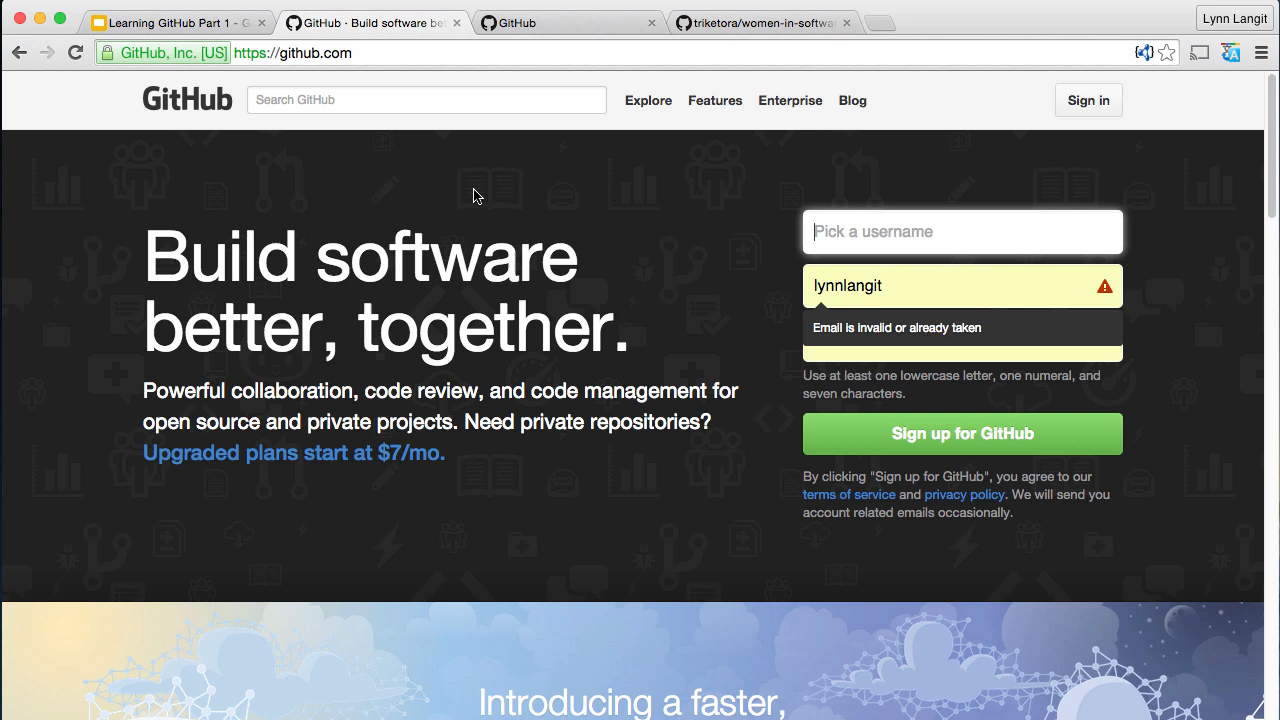 Learning GitHub Part 1 - G
GitHub · Build software be
GitHub
triketora/women-in-softwa
Lynn Langit
GitHub, Inc. [US] https://github.com
GitHub
Search GitHub
Explore
Features
Enterprise
Blog
Sign in
Build software
better, together.
Powerful collaboration, code review, and code management for
open source and private projects. Need private repositories?
Upgraded plans start at $7/mo.
Pick a username
lynnlangit
Email is invalid or already taken
Use at least one lowercase letter, one numeral, and
seven characters.
Sign up for GitHub
By clicking "Sign up for GitHub", you agree to our
terms of service and privacy policy. We will send you
account related emails occasionally.
Introducing a faster,